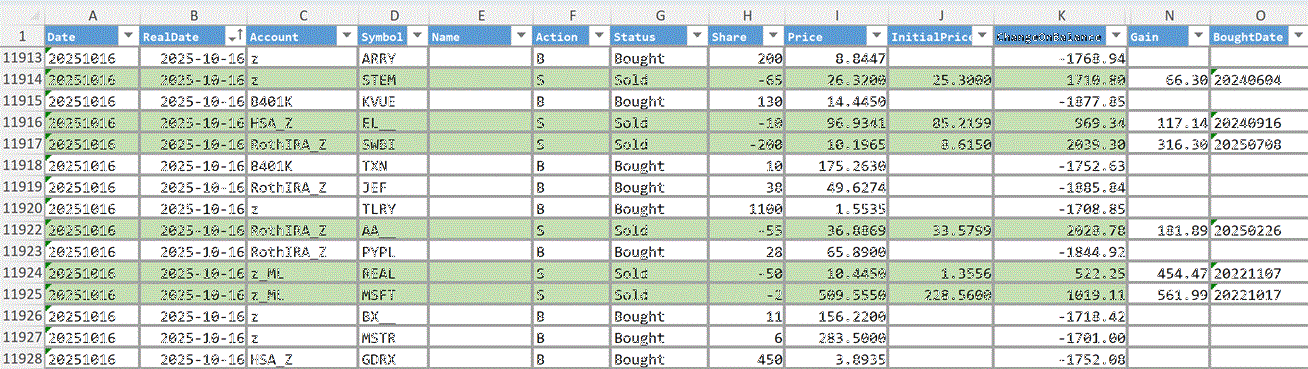 A B C D E F G H I J K N O
1 Date RealDate Account Symbol Name Action Status Share Price InitialPrice ChangeOnBalance Gain BoughtDate
11913 20251016 2025-10-16 z ARRY B Bought 200 8.8447 -1768.94
11914 20251016 2025-10-16 z STEM S Sold -65 26.3200 25.3000 1710.80 66.30 20240604
11915 20251016 2025-10-16 8401K KVUE B Bought 130 14.4450 -1877.85
11916 20251016 2025-10-16 HSA_Z EL__ S Sold -10 96.9341 85.2199 969.34 117.14 20240916
11917 20251016 2025-10-16 RothIRA_Z SWBI S Sold -200 10.1965 8.6150 2039.30 316.30 20250708
11918 20251016 2025-10-16 8401K TXN B Bought 10 175.2630 -1752.63
11919 20251016 2025-10-16 RothIRA_Z JEF B Bought 38 49.6274 -1885.84
11920 20251016 2025-10-16 z TLRY B Bought 1100 1.5535 -1708.85
11922 20251016 2025-10-16 RothIRA_Z AA__ S Sold -55 36.8869 33.5799 2028.78 181.89 20250226
11923 20251016 2025-10-16 RothIRA_Z PYPL B Bought 28 65.8900 -1844.92
11924 20251016 2025-10-16 z_ML REAL S Sold -50 10.4450 1.3556 522.25 454.47 20221107
11925 20251016 2025-10-16 z_ML MSFT S Sold -2 509.5550 228.5600 1019.11 561.99 20221017
11926 20251016 2025-10-16 z BX__ B Bought 11 156.2200 -1718.42
11927 20251016 2025-10-16 z MSTR B Bought 6 283.5000 -1701.00
11928 20251016 2025-10-16 HSA_Z GDRX B Bought 450 3.8935 -1752.08